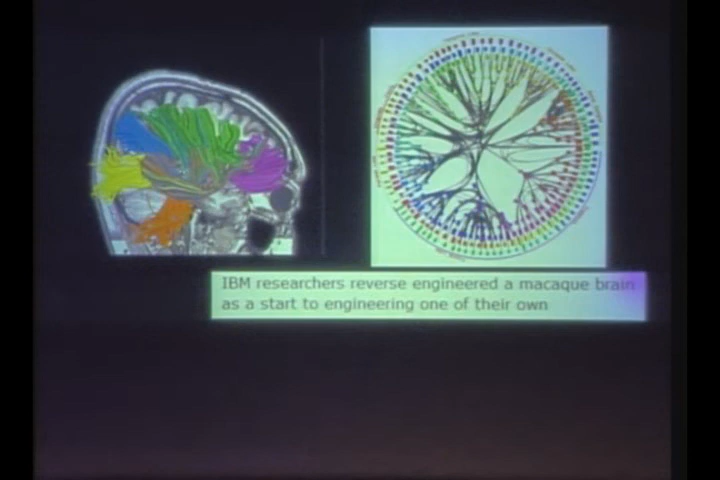 IBM researchers reverse engineered a macaque brain
as a start to engineering one of their own